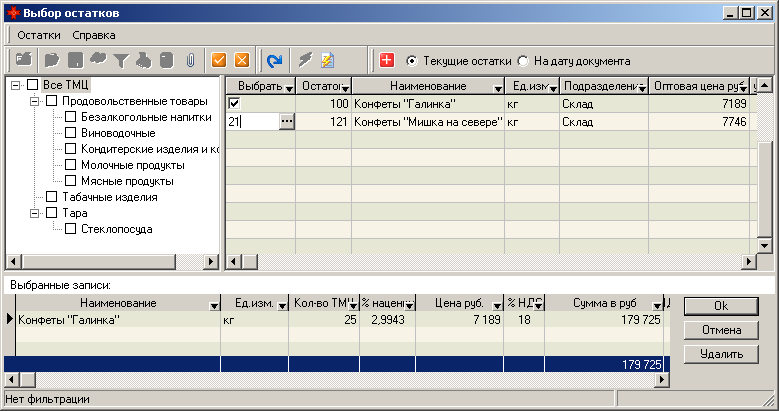 Выбор остатков
Остатки Справка
Текущие остатки На дату документа
Все ТМЦ
Продовольственные товары
Безалкогольные напитки
Виноводочные
Кондитерские изделия и ко
Молочные продукты
Мясные продукты
Табачные изделия
Тара
Стеклопосуда
Выбрать Остаток Наименование Ед.изм Подразделени Оптовая цена руб
100 Конфеты "Галинка" кг Склад 7189
21 ... 121 Конфеты "Мишка на севере" кг Склад 7746
Выбранные записи:
Наименование Ед.изм. Кол-во ТМЦ % наценк Цена руб. % НДС Сумма в руб
Конфеты "Галинка" кг 25 2,9943 7 189 18 179 725
179 725
Ok
Отмена
Удалить
Нет фильтрации